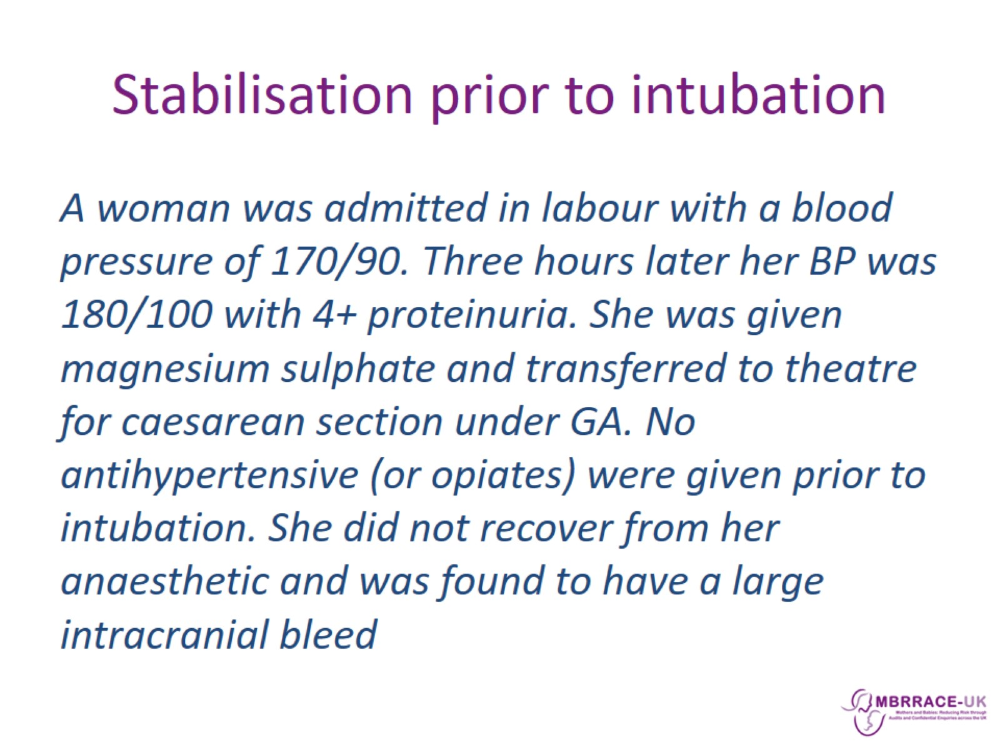 Stabilisation prior to intubation
A woman was admitted in labour with a blood
pressure of 170/90. Three hours later her BP was
180/100 with 4+ proteinuria. She was given
magnesium sulphate and transferred to theatre
for caesarean section under GA. No
antihypertensive (or opiates) were given prior to
intubation. She did not recover from her
anaesthetic and was found to have a large
intracranial bleed
MBRRACE-UK
Mothers and Babies: Reducing Risk through
Audits and Confidential Enquiries across the UK